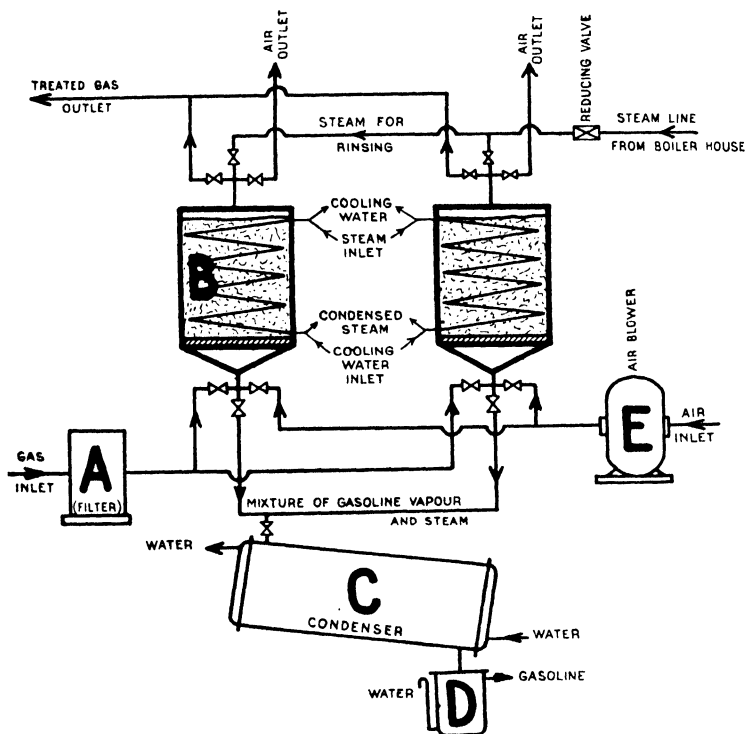 AIR
OUTLET
AIR
OUTLET
REDUCING VALVE
TREATED GAS
OUTLET
STEAM FOR
RINSING
STEAM LINE
FROM BOILER HOUSE
COOLING
WATER
STEAM
INLET
B
CONDENSED
STEAM
COOLING
WATER
INLET
AIR BLOWER
E
AIR
INLET
GAS
INLET
A
(FILTER)
MIXTURE OF GASOLINE VAPOUR
AND STEAM
WATER
C
CONDENSER
WATER
GASOLINE
WATER
D